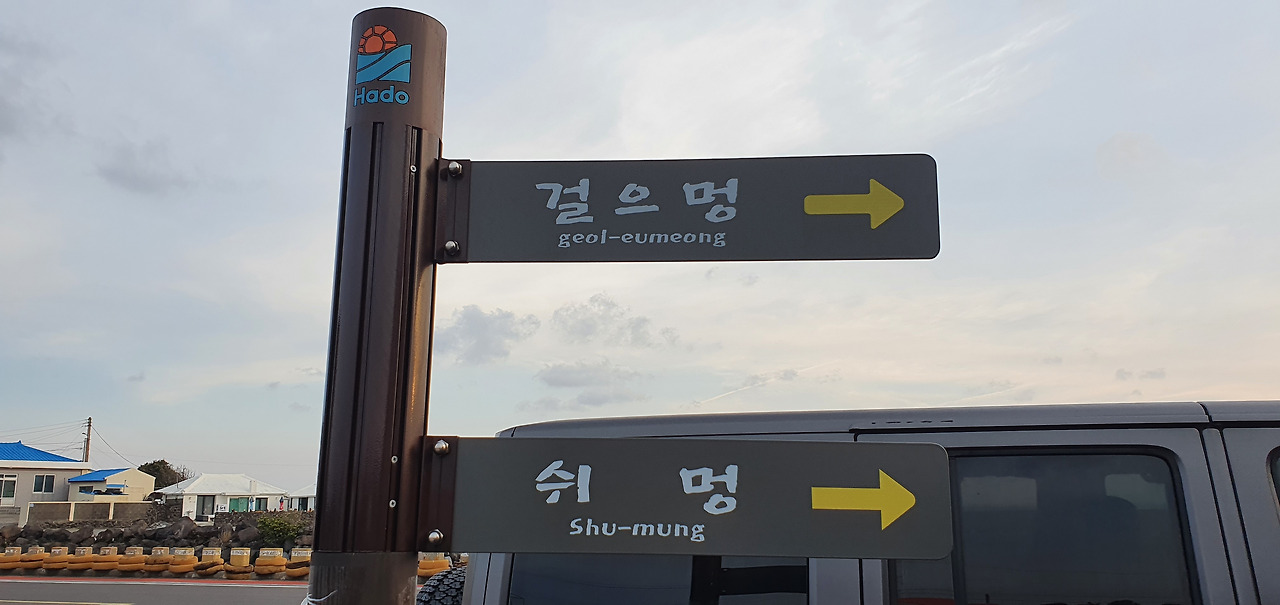 Hado
걸으멍
geol-eumeong
쉬 멍
Shu-mung